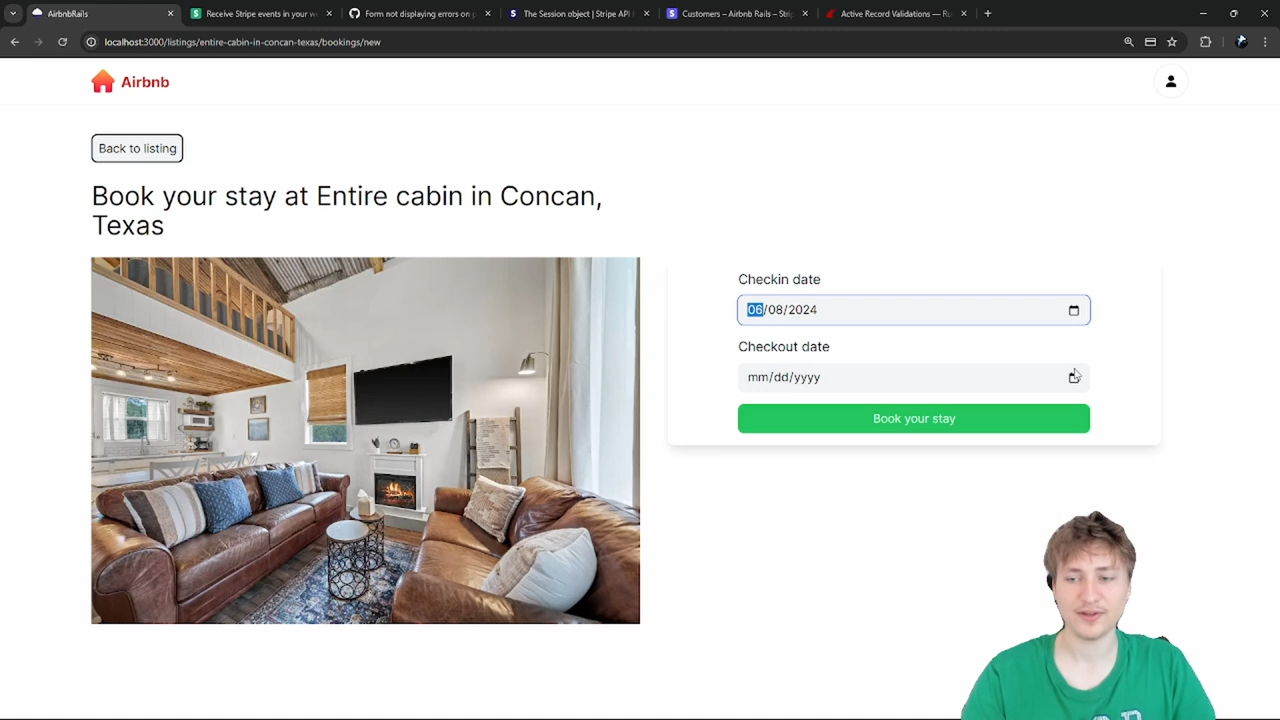 AirbnbRails
Receive Stripe events in your w
Form not displaying errors on p
The Session object | Stripe API
Customers – Airbnb Rails – Stri
Active Record Validations — Ru
localhost:3000/listings/entire-cabin-in-concan-texas/bookings/new
Airbnb
Back to listing
Book your stay at Entire cabin in Concan,
Texas
Checkin date
06/08/2024
Checkout date
mm/dd/yyyy
Book your stay